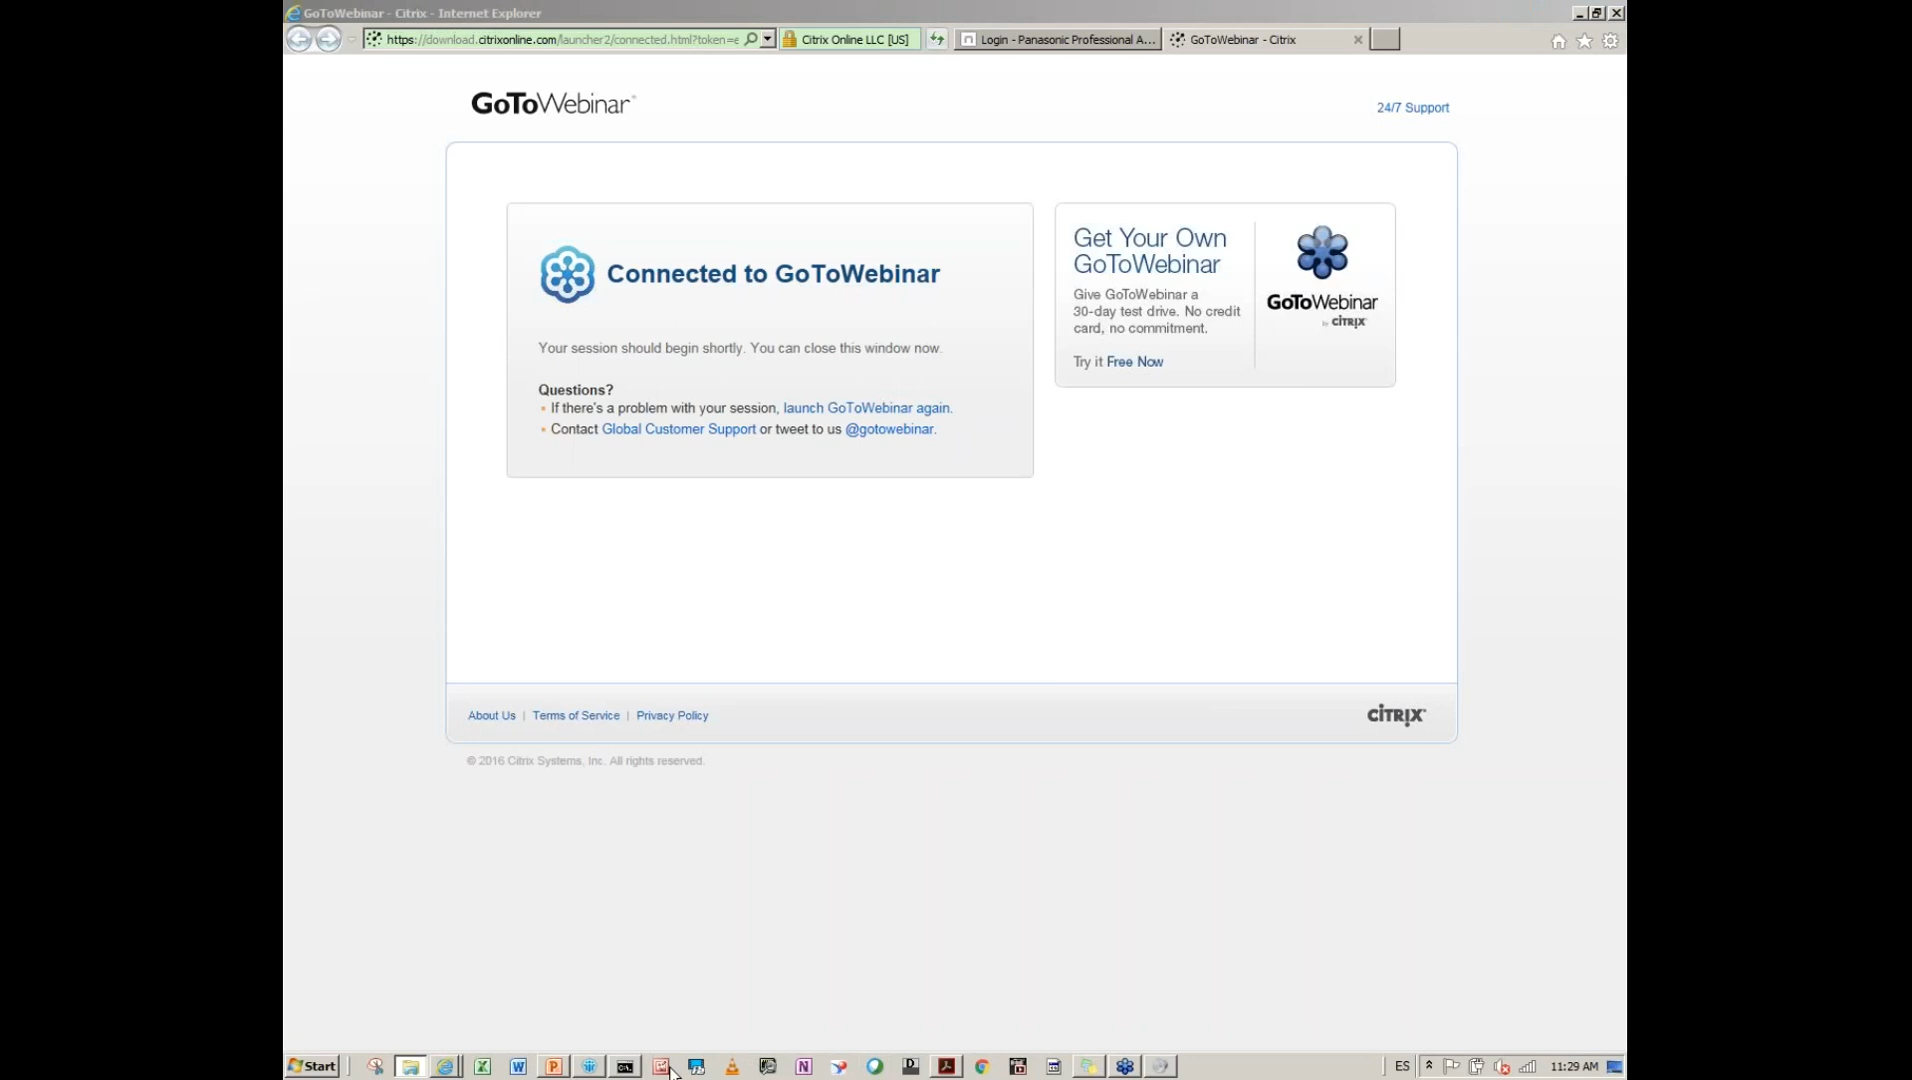 GoToWebinar - Citrix - Internet Explorer
https://download.citrixonline.com/launcher2/connected.html?token=e
Citrix Online LLC [US]
Login - Panasonic Professional A...
GoToWebinar - Citrix
GoToWebinar
24/7 Support
Connected to GoToWebinar
Your session should begin shortly. You can close this window now.
Questions?
If there's a problem with your session, launch GoToWebinar again.
Contact Global Customer Support or tweet to us @gotowebinar.
Get Your Own
GoToWebinar
Give GoToWebinar a
30-day test drive. No credit
card, no commitment.
Try it Free Now
GoToWebinar
by CITRIX
About Us | Terms of Service | Privacy Policy
CITRIX
© 2016 Citrix Systems, Inc. All rights reserved.
Start
ES
11:29 AM